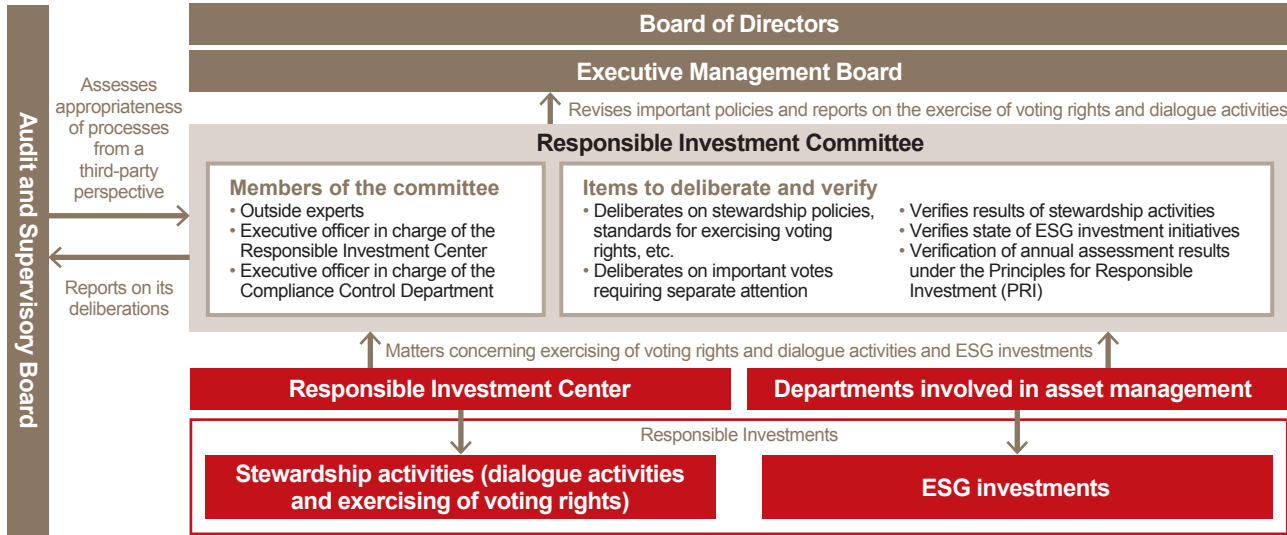 Board of Directors
Executive Management Board
Revises important policies and reports on the exercise of voting rights and dialogue activities
Audit and Supervisory Board
Assesses
appropriateness
of processes
from a
third-party
perspective
Reports on its
deliberations
Responsible Investment Committee
Members of the committee
• Outside experts
• Executive officer in charge of the
Responsible Investment Center
• Executive officer in charge of the
Compliance Control Department
Items to deliberate and verify
• Deliberates on stewardship policies,
standards for exercising voting
rights, etc.
• Deliberates on important votes
requiring separate attention
• Verifies results of stewardship activities
• Verifies state of ESG investment initiatives
• Verification of annual assessment results
under the Principles for Responsible
Investment (PRI)
Matters concerning exercising of voting rights and dialogue activities and ESG investments
Responsible Investment Center
Departments involved in asset management
Responsible Investments
Stewardship activities (dialogue activities
and exercising of voting rights)
ESG investments